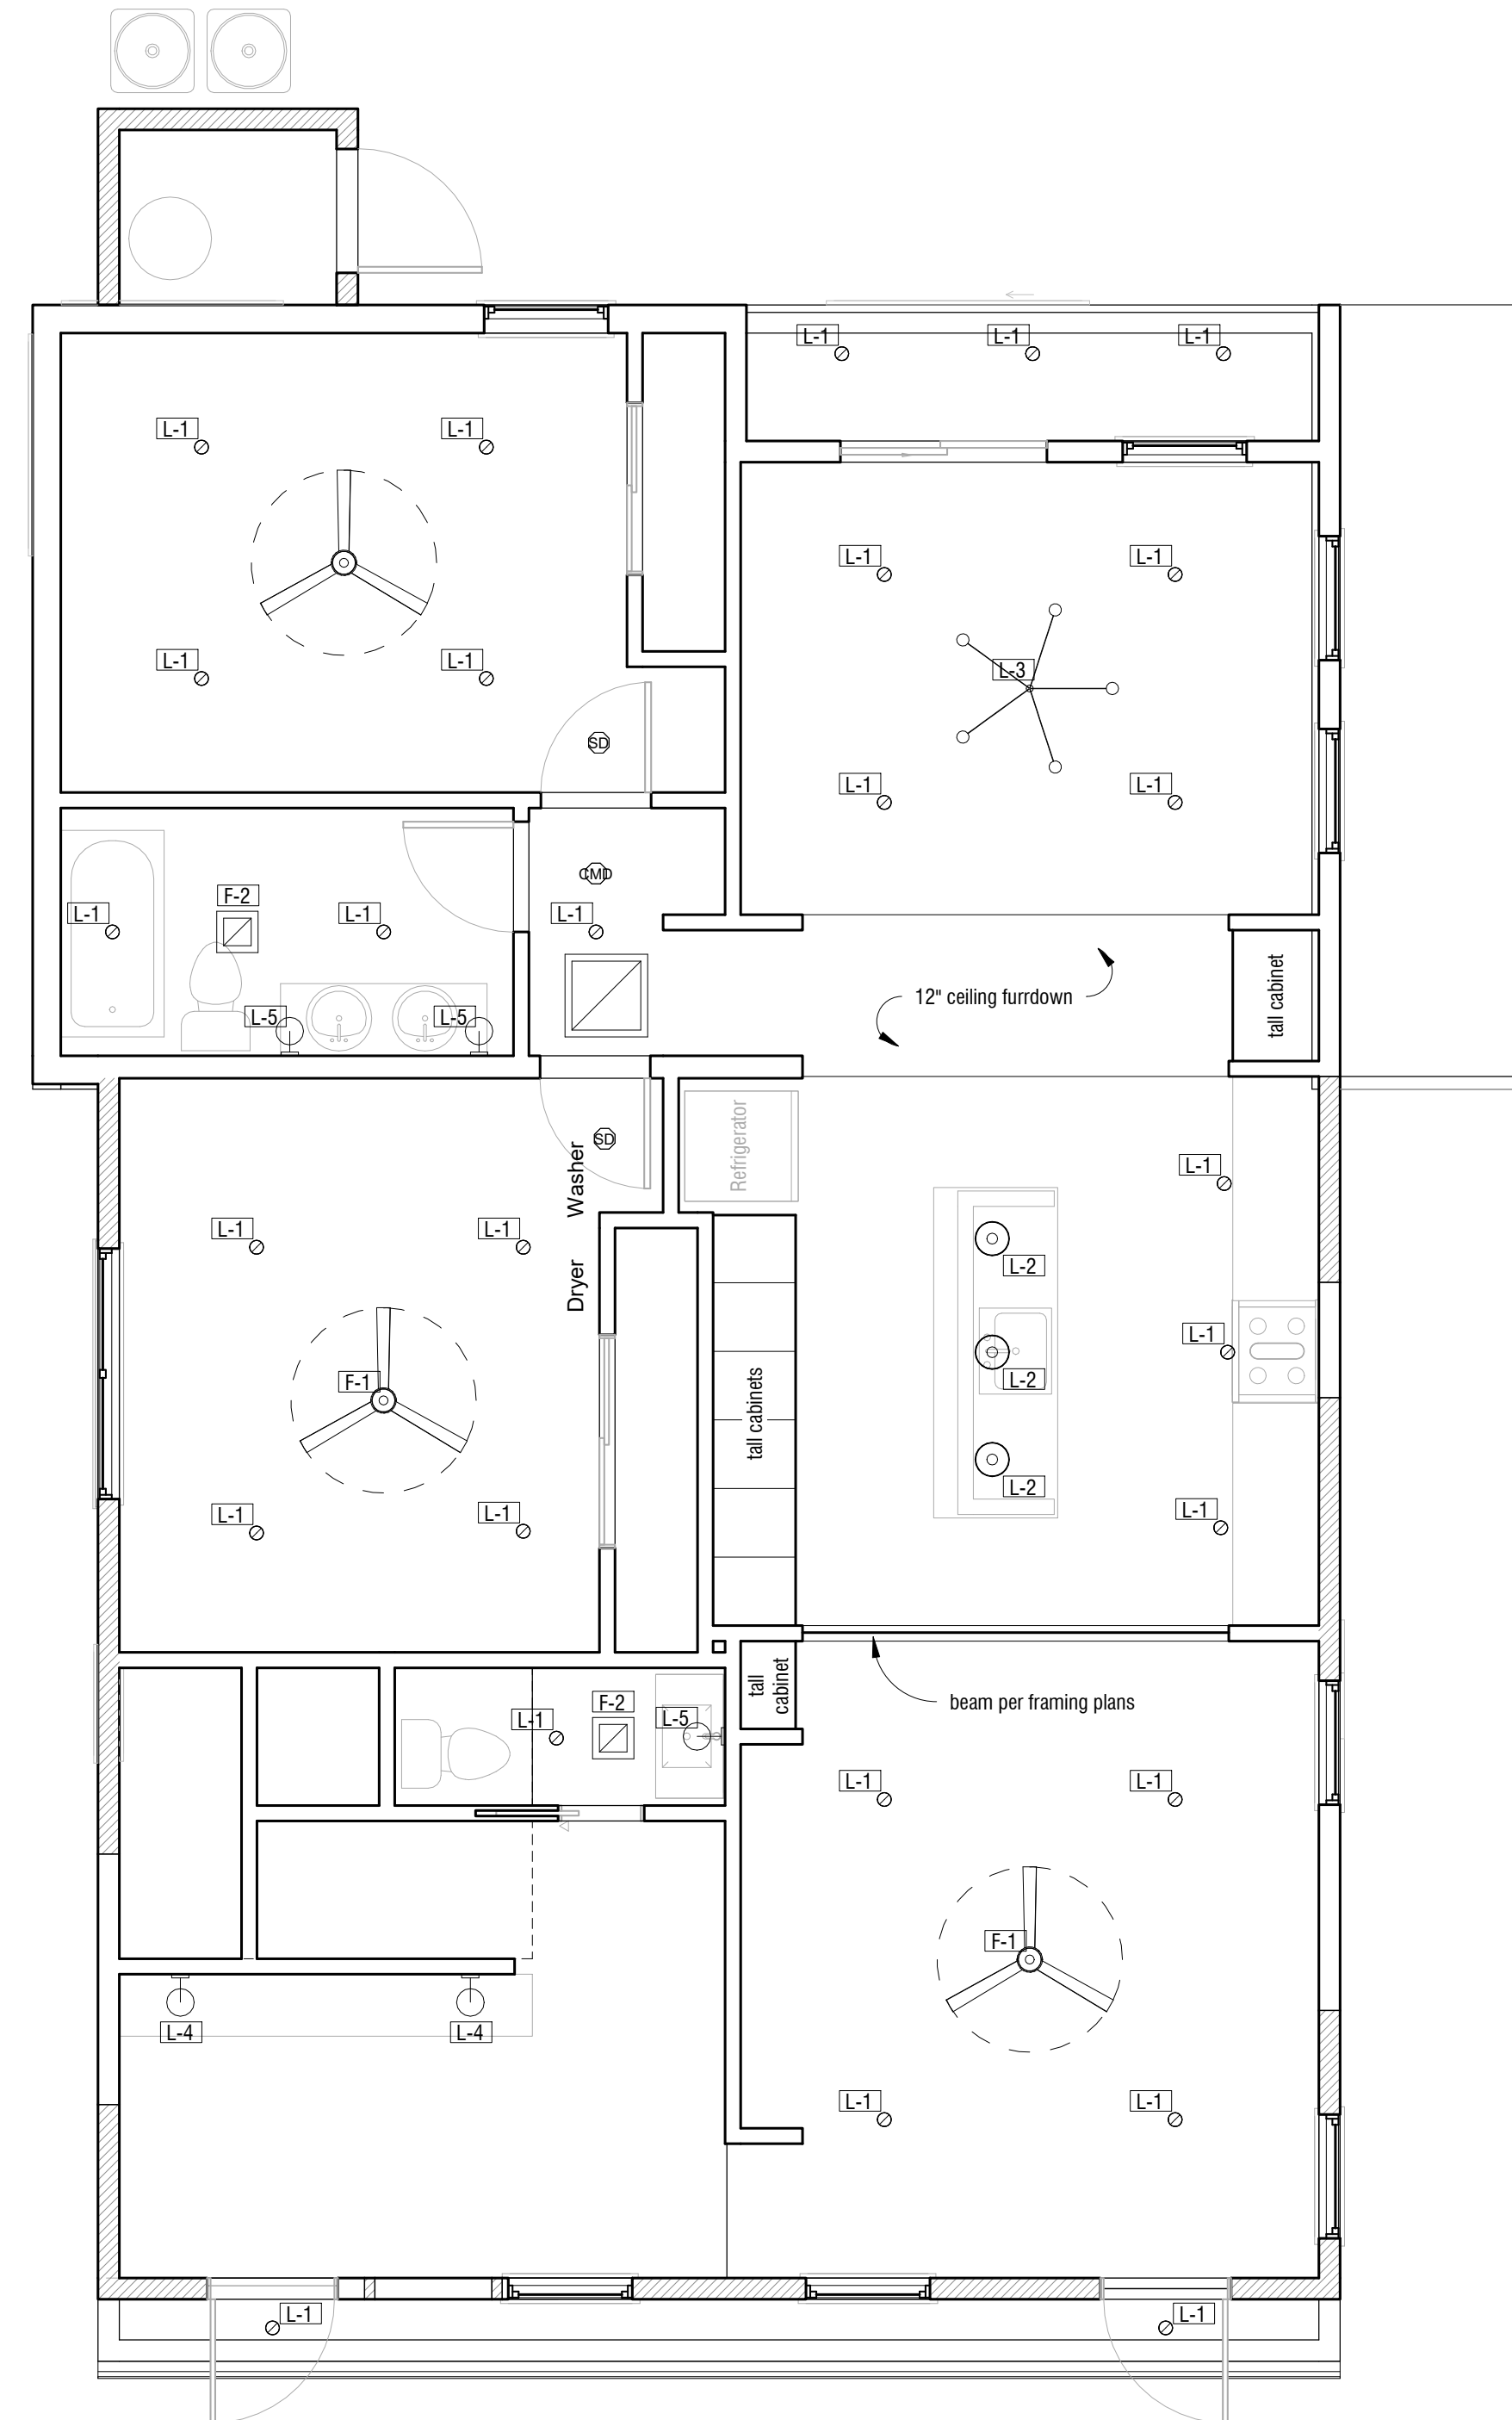 L-1
L-1
L-1
L-1
L-1
L-1
L-1
L-3
L-1
L-1
SD
L-1
L-1
CMD
F-2
L-1
L-1
L-1
L-5
L-5
12" ceiling furrdown
tall cabinet
SD
Washer
Refrigerator
L-1
L-1
L-1
L-2
Dryer
L-1
F-1
L-2
tall cabinets
L-2
L-1
L-1
L-1
tall
cabinet
beam per framing plans
F-2
L-1
L-5
L-1
L-1
F-1
L-4
L-4
L-1
L-1
L-1
L-1